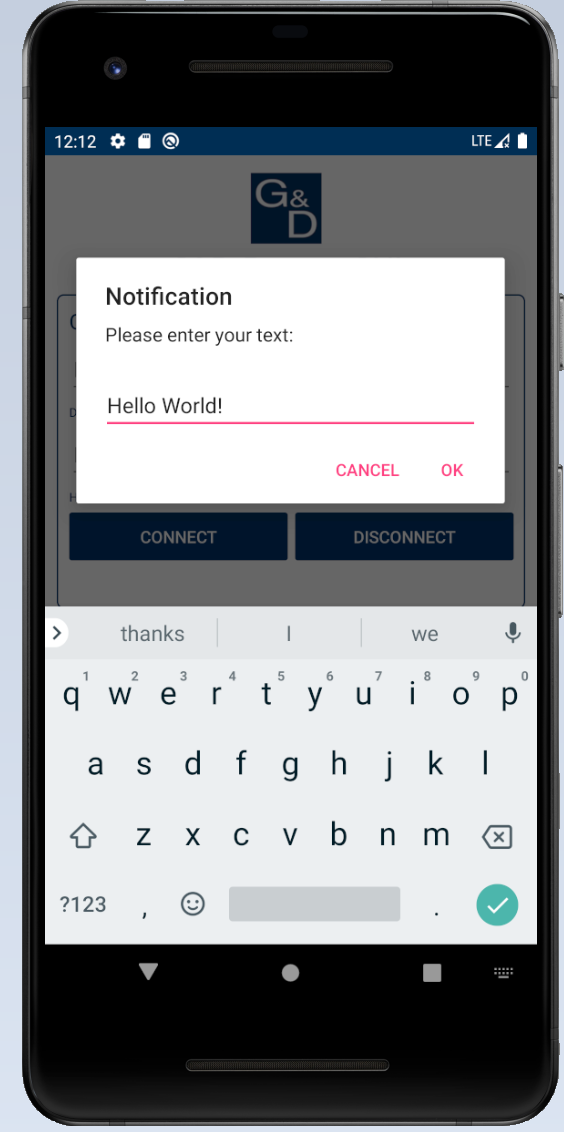 12:12
LTE
G&
D
Notification
Please enter your text:
Hello World!
CANCEL OK
CONNECT DISCONNECT
thanks I we
1 2 3 4 5 6 7 8 9 0
q w e r t y u i o p
a s d f g h j k l
z x c v b n m
?123 , .